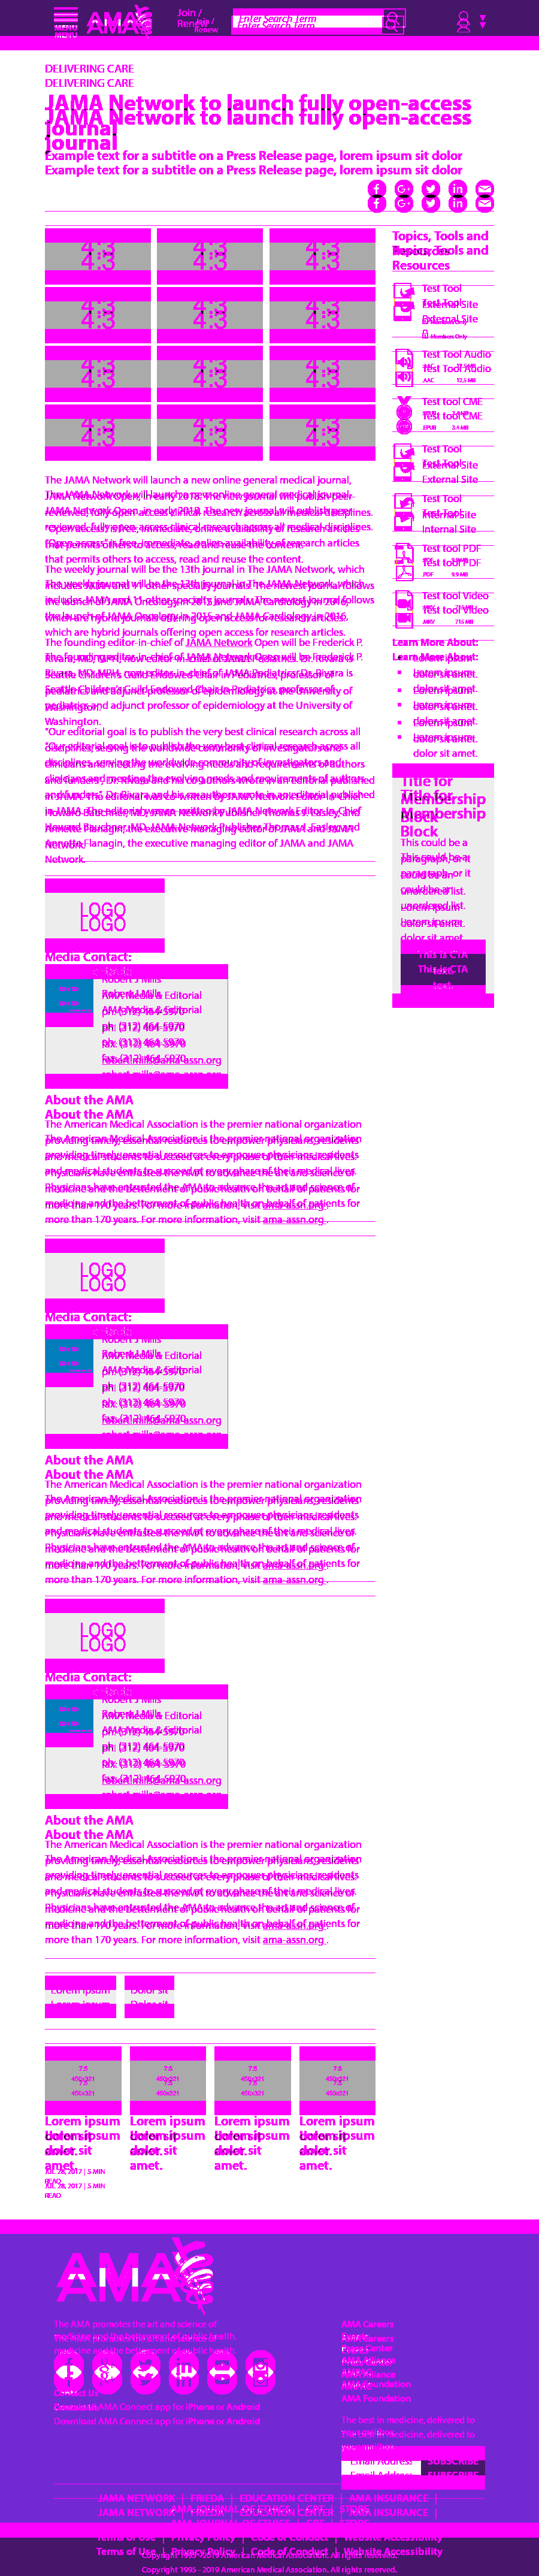 MENU
AMA
Join / Renew
Enter Search Term
DELIVERING CARE
JAMA Network to launch fully open-access
journal
Example text for a subtitle on a Press Release page, lorem ipsum sit dolor
Topics, Tools and
Resources
4:3 4:3 4:3
4:3 4:3 4:3
4:3 4:3 4:3
4:3 4:3 4:3
Test Tool
External Site
Members Only
Test Tool Audio
AAC 12.5 MB
Test tool CME
EPUB 3.4 MB
Test Tool
External Site
Test Tool
Internal Site
Test tool PDF
PDF 9.9 MB
Test tool Video
MKV 71.5 MB
Learn More About:
Lorem ipsum
dolor sit amet.
Lorem ipsum
dolor sit amet.
Lorem ipsum
dolor sit amet.
Title for
Membership
Block
This could be a
paragraph, or it
could be an
unordered list.
Lorem ipsum
dolor sit amet.
This is CTA
text.
The JAMA Network will launch a new online general medical journal,
JAMA Network Open, in early 2018. The new journal will publish peer-
reviewed, fully open access clinical research across all medical disciplines.
"Open access" is free, immediate, online availability of research articles
that permits others to access, read and reuse the content.
The weekly journal will be the 13th journal in The JAMA Network, which
includes JAMA and 11 other specialty journals. The newest journal follows
the launch of JAMA Oncology in 2015 and JAMA Cardiology in 2016,
which are hybrid journals offering open access for research articles.
The founding editor-in-chief of JAMA Network Open will be Frederick P.
Rivara, MD, MPH, now editor-in-chief of JAMA Pediatrics. Dr. Rivara is
Seattle Children's Guild Endowed Chair in Pediatrics, professor of
pediatrics and adjunct professor of epidemiology at the University of
Washington.
"Our editorial goal is to publish the very best clinical research across all
disciplines, serving the worldwide community of investigators and
clinicians and meeting the evolving needs and requirements of authors
and funders", Dr. Rivara and his co-authors wrote in an editorial published
in JAMA. The editorial was co-written by JAMA Network Editor-in-Chief
Howard Bauchner, MD, JAMA Network Publisher Thomas J. Easley, and
Annette Flanagin, the executive managing editor of JAMA and JAMA
Network.
LOGO
Media Contact:
Robert J Mills
AMA Media & Editorial
ph: (312) 464-5970
fax: (312) 464-5970
robert.mills@ama-assn.org
About the AMA
The American Medical Association is the premier national organization
providing timely, essential resources to empower physicians, residents
and medical students to succeed at every phase of their medical lives.
Physicians have entrusted the AMA to advance the art and science of
medicine and the betterment of public health on behalf of patients for
more than 170 years. For more information, visit ama-assn.org .
LOGO
Media Contact:
Robert J Mills
AMA Media & Editorial
ph: (312) 464-5970
fax: (312) 464-5970
robert.mills@ama-assn.org
About the AMA
The American Medical Association is the premier national organization
providing timely, essential resources to empower physicians, residents
and medical students to succeed at every phase of their medical lives.
Physicians have entrusted the AMA to advance the art and science of
medicine and the betterment of public health on behalf of patients for
more than 170 years. For more information, visit ama-assn.org .
LOGO
Media Contact:
Robert J Mills
AMA Media & Editorial
ph: (312) 464-5970
fax: (312) 464-5970
robert.mills@ama-assn.org
About the AMA
The American Medical Association is the premier national organization
providing timely, essential resources to empower physicians, residents
and medical students to succeed at every phase of their medical lives.
Physicians have entrusted the AMA to advance the art and science of
medicine and the betterment of public health on behalf of patients for
more than 170 years. For more information, visit ama-assn.org .
Lorem ipsum Dolor sit
7:5 7:5 7:5 7:5
450x321 450x321 450x321 450x321
Lorem ipsum Lorem ipsum Lorem ipsum Lorem ipsum
dolor sit dolor sit dolor sit dolor sit
amet. amet. amet. amet.
JUL 28, 2017 | 5 MIN
READ
AMA
The AMA promotes the art and science of
medicine and the betterment of public health.
Contact Us
Download AMA Connect app for iPhone or Android
AMA Careers
Events
Press Center
AMA Alliance
AMPAC
AMA Foundation
The best in medicine, delivered to
your mailbox
Email Address SUBSCRIBE
JAMA NETWORK | FREIDA | EDUCATION CENTER | AMA INSURANCE |
AMA JOURNAL OF ETHICS | CPT | STORE
Terms of Use | Privacy Policy | Code of Conduct | Website Accessibility
Copyright 1995 - 2019 American Medical Association. All rights reserved.